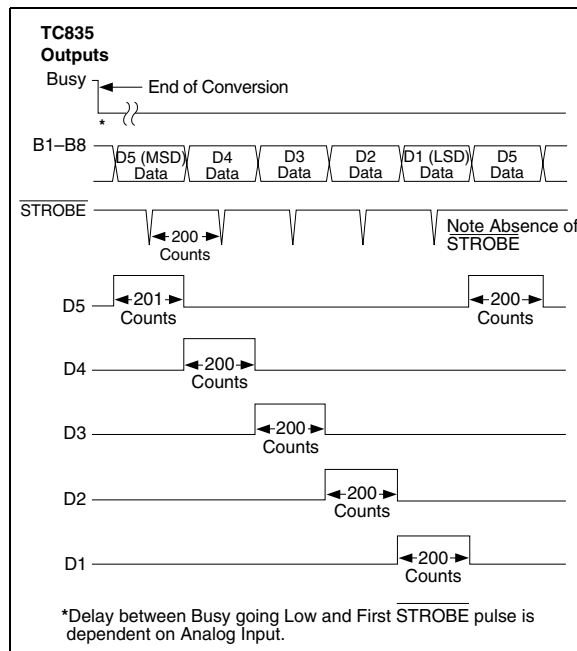 TC835
Outputs
Busy
End of Conversion
*
B1–B8
D5 (MSD) Data
D4 Data
D3 Data
D2 Data
D1 (LSD) Data
D5 Data
STROBE
200 Counts
Note Absence of
STROBE
D5
201 Counts
200 Counts
D4
200 Counts
D3
200 Counts
D2
200 Counts
D1
200 Counts
*Delay between Busy going Low and First STROBE pulse is
dependent on Analog Input.